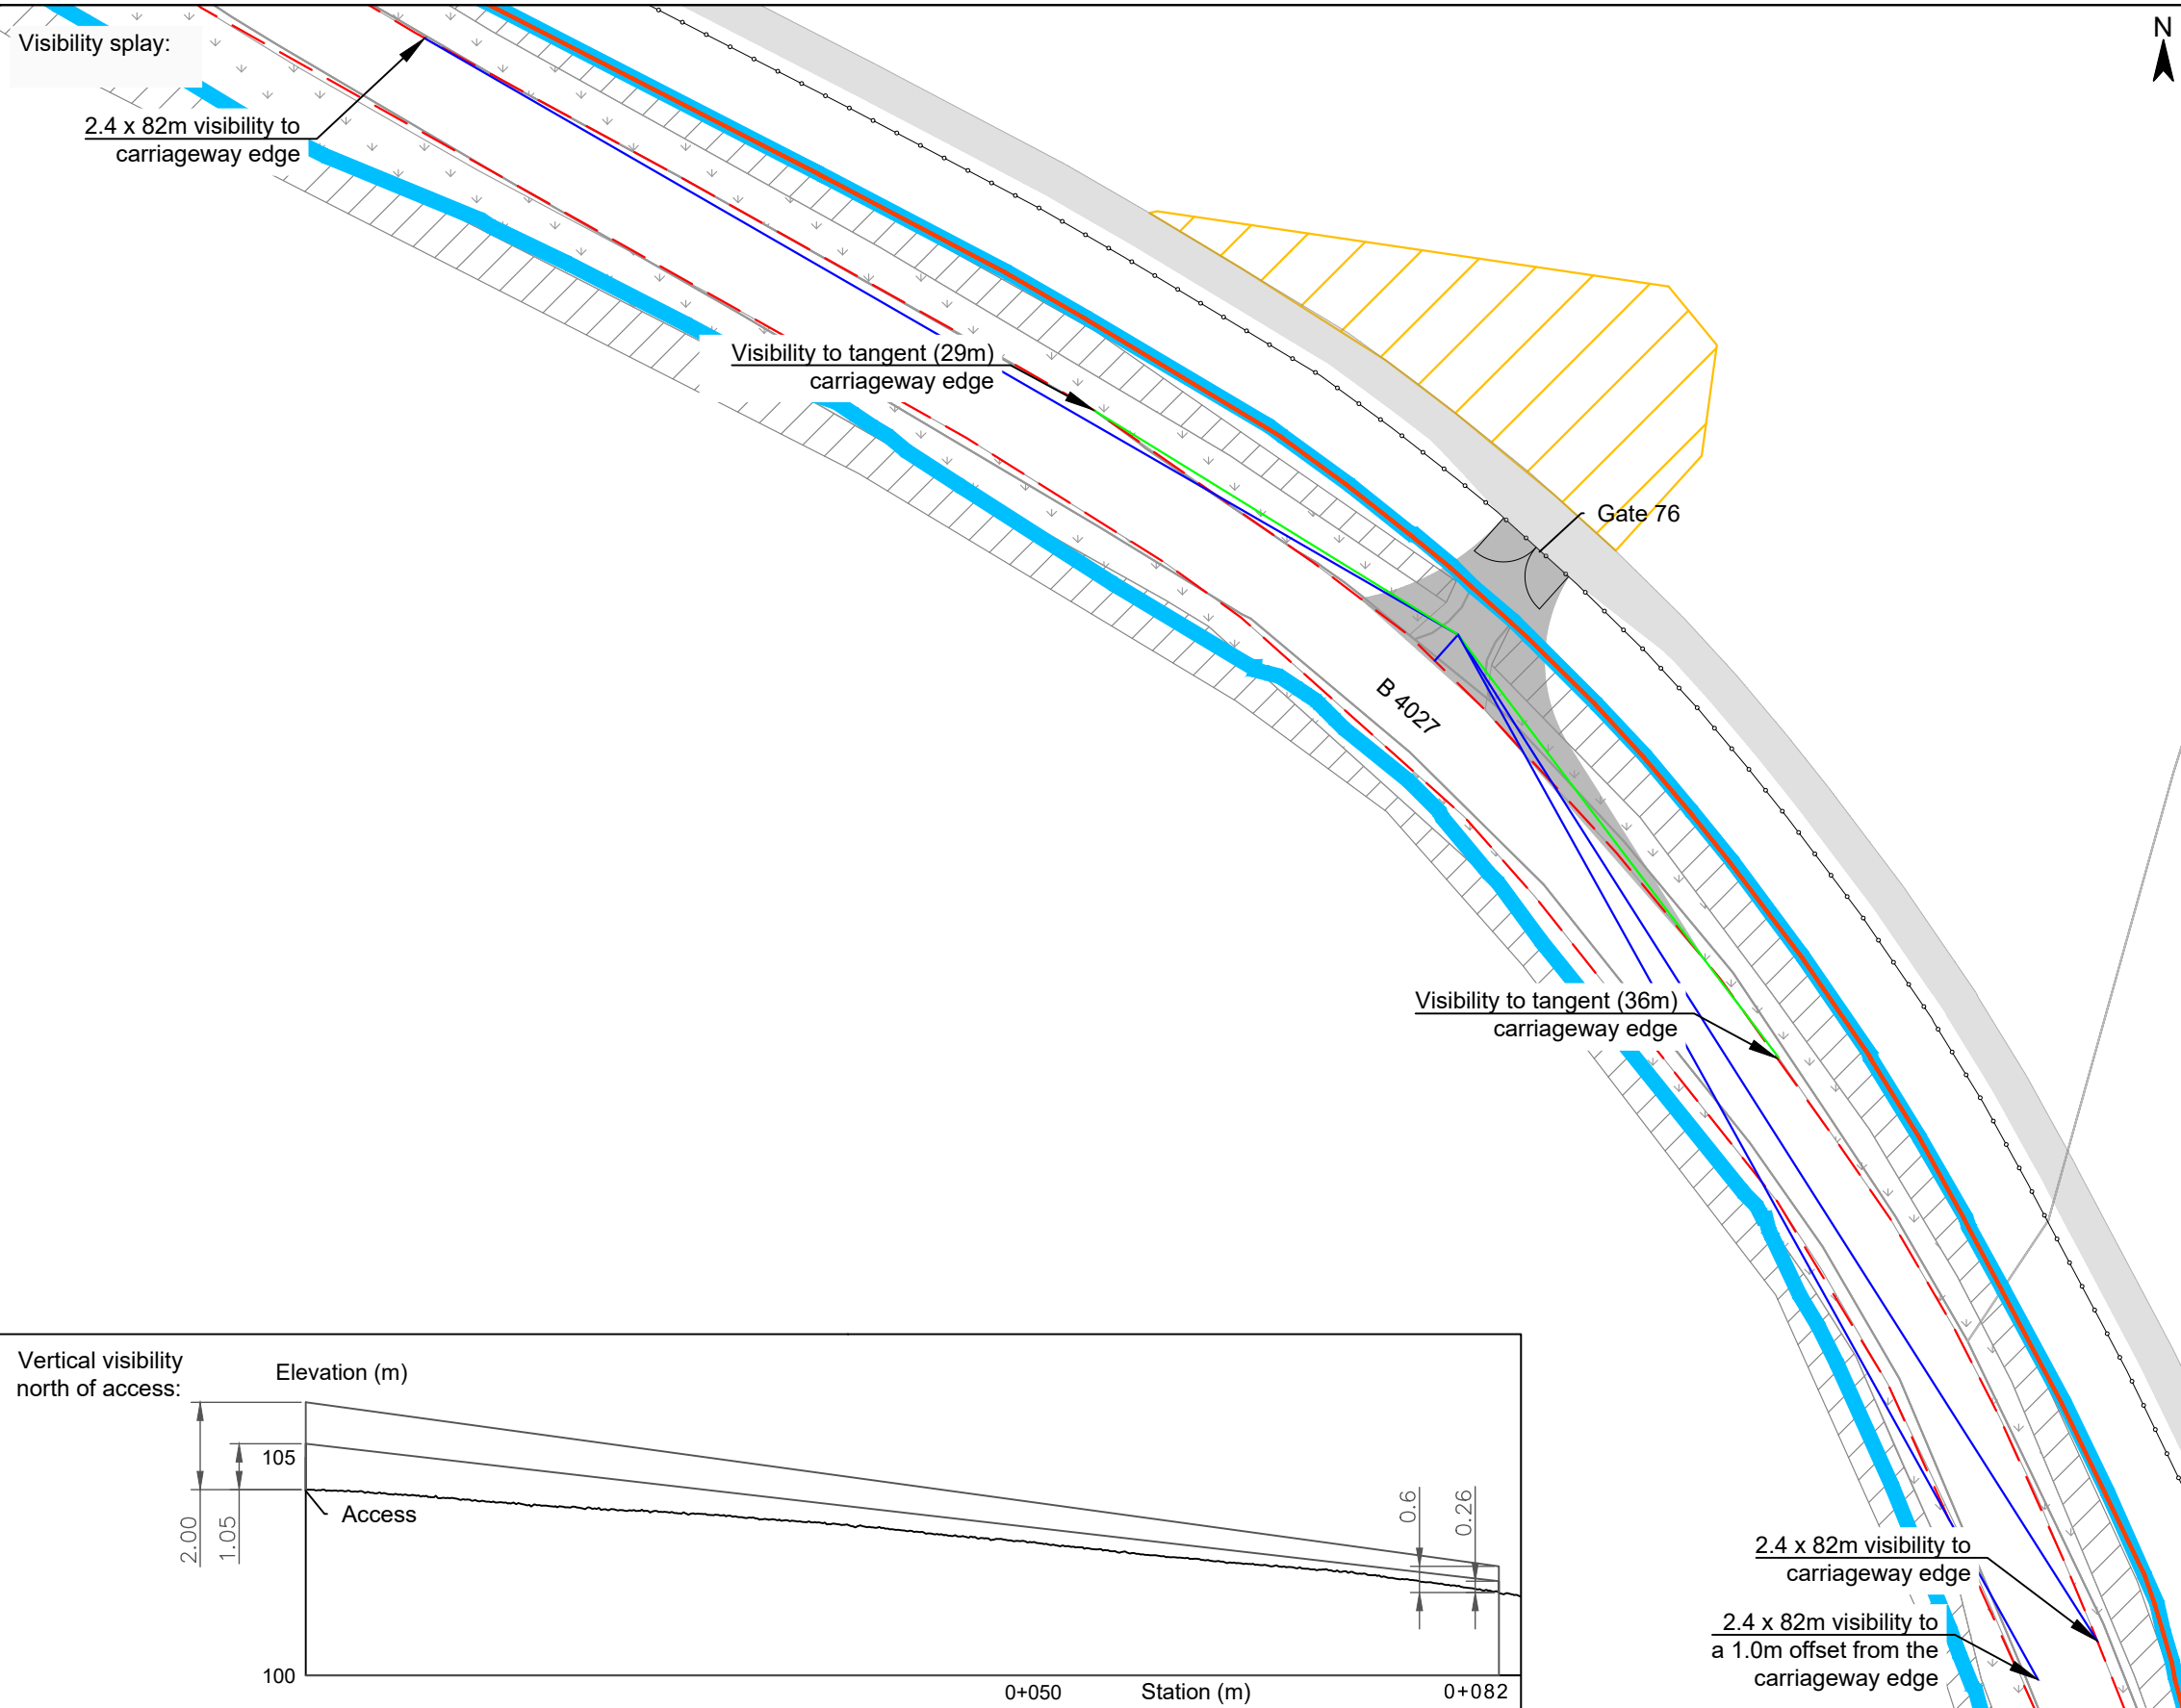 N
Visibility splay:
2.4 x 82m visibility to
carriageway edge
Visibility to tangent (29m)
carriageway edge
Gate 76
B 4027
Visibility to tangent (36m)
carriageway edge
Vertical visibility
north of access:
Elevation (m)
105
Access
2.00
1.05
0.6
0.26
100
0+050
Station (m)
0+082
2.4 x 82m visibility to
carriageway edge
2.4 x 82m visibility to
a 1.0m offset from the
carriageway edge